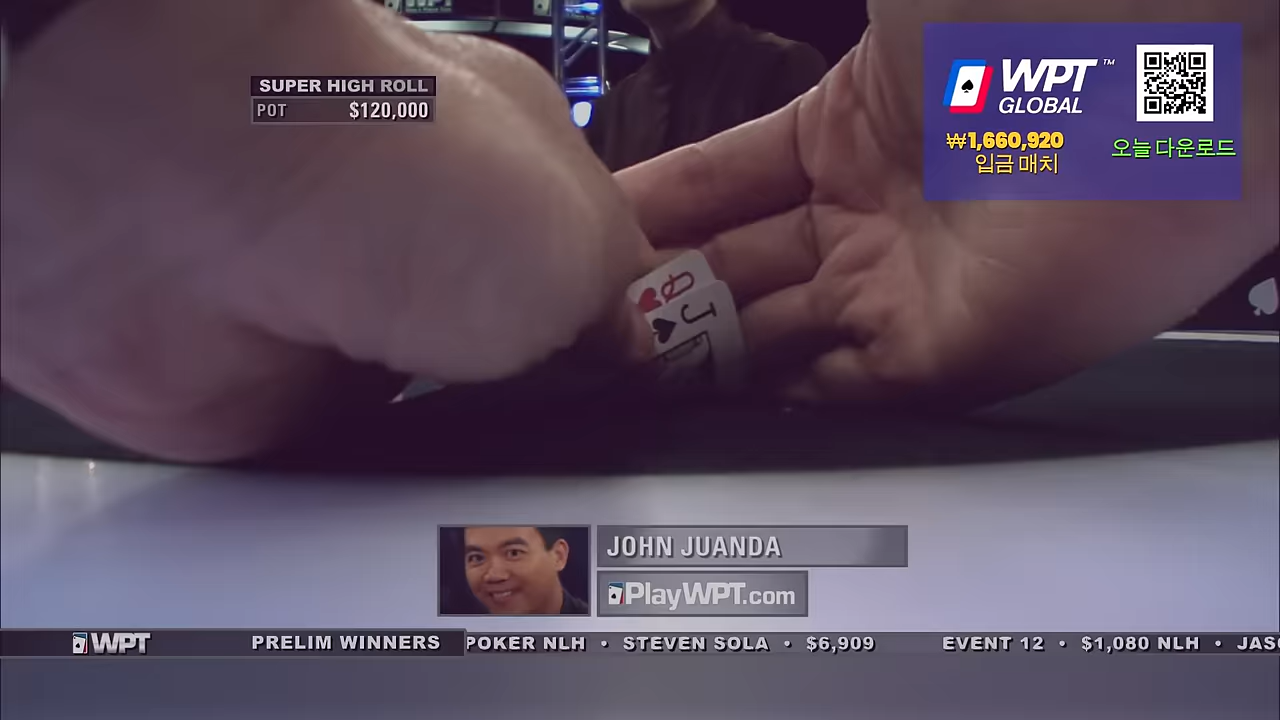 SUPER HIGH ROLL
POT $120,000
WPT™
GLOBAL
₩1,660,920
입금 매치
오늘 다운로드
Q
J
JOHN JUANDA
PlayWPT.com
WPT PRELIM WINNERS POKER NLH • STEVEN SOLA • $6,909 EVENT 12 • $1,080 NLH •